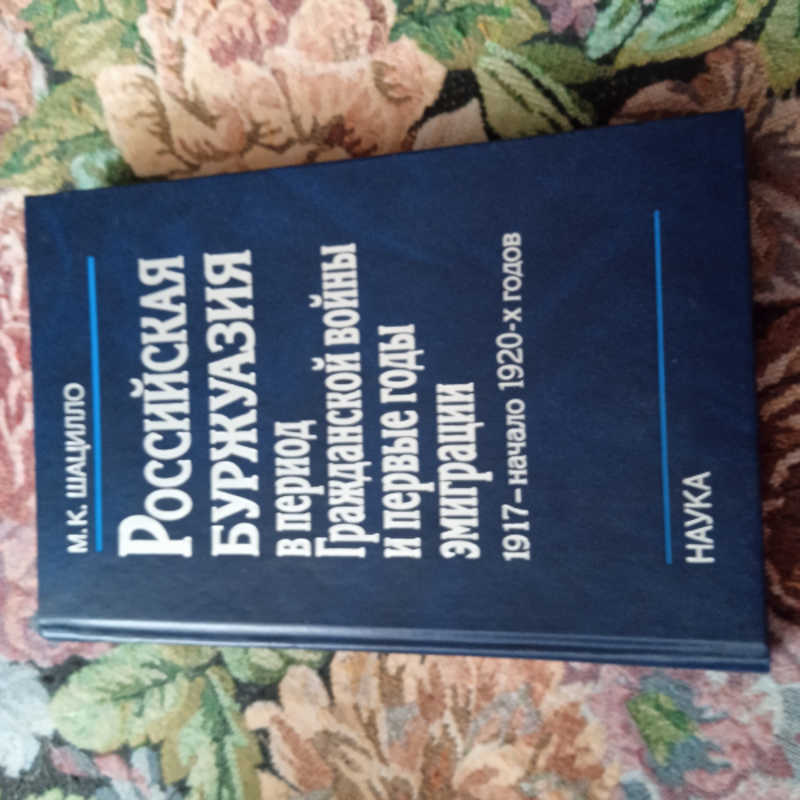 М.К. ШАЦИЛЛО
РОССИЙСКАЯ
БУРЖУАЗИЯ
в период
Гражданской войны
и первые годы
эмиграции
1917–начало 1920-х годов
НАУКА